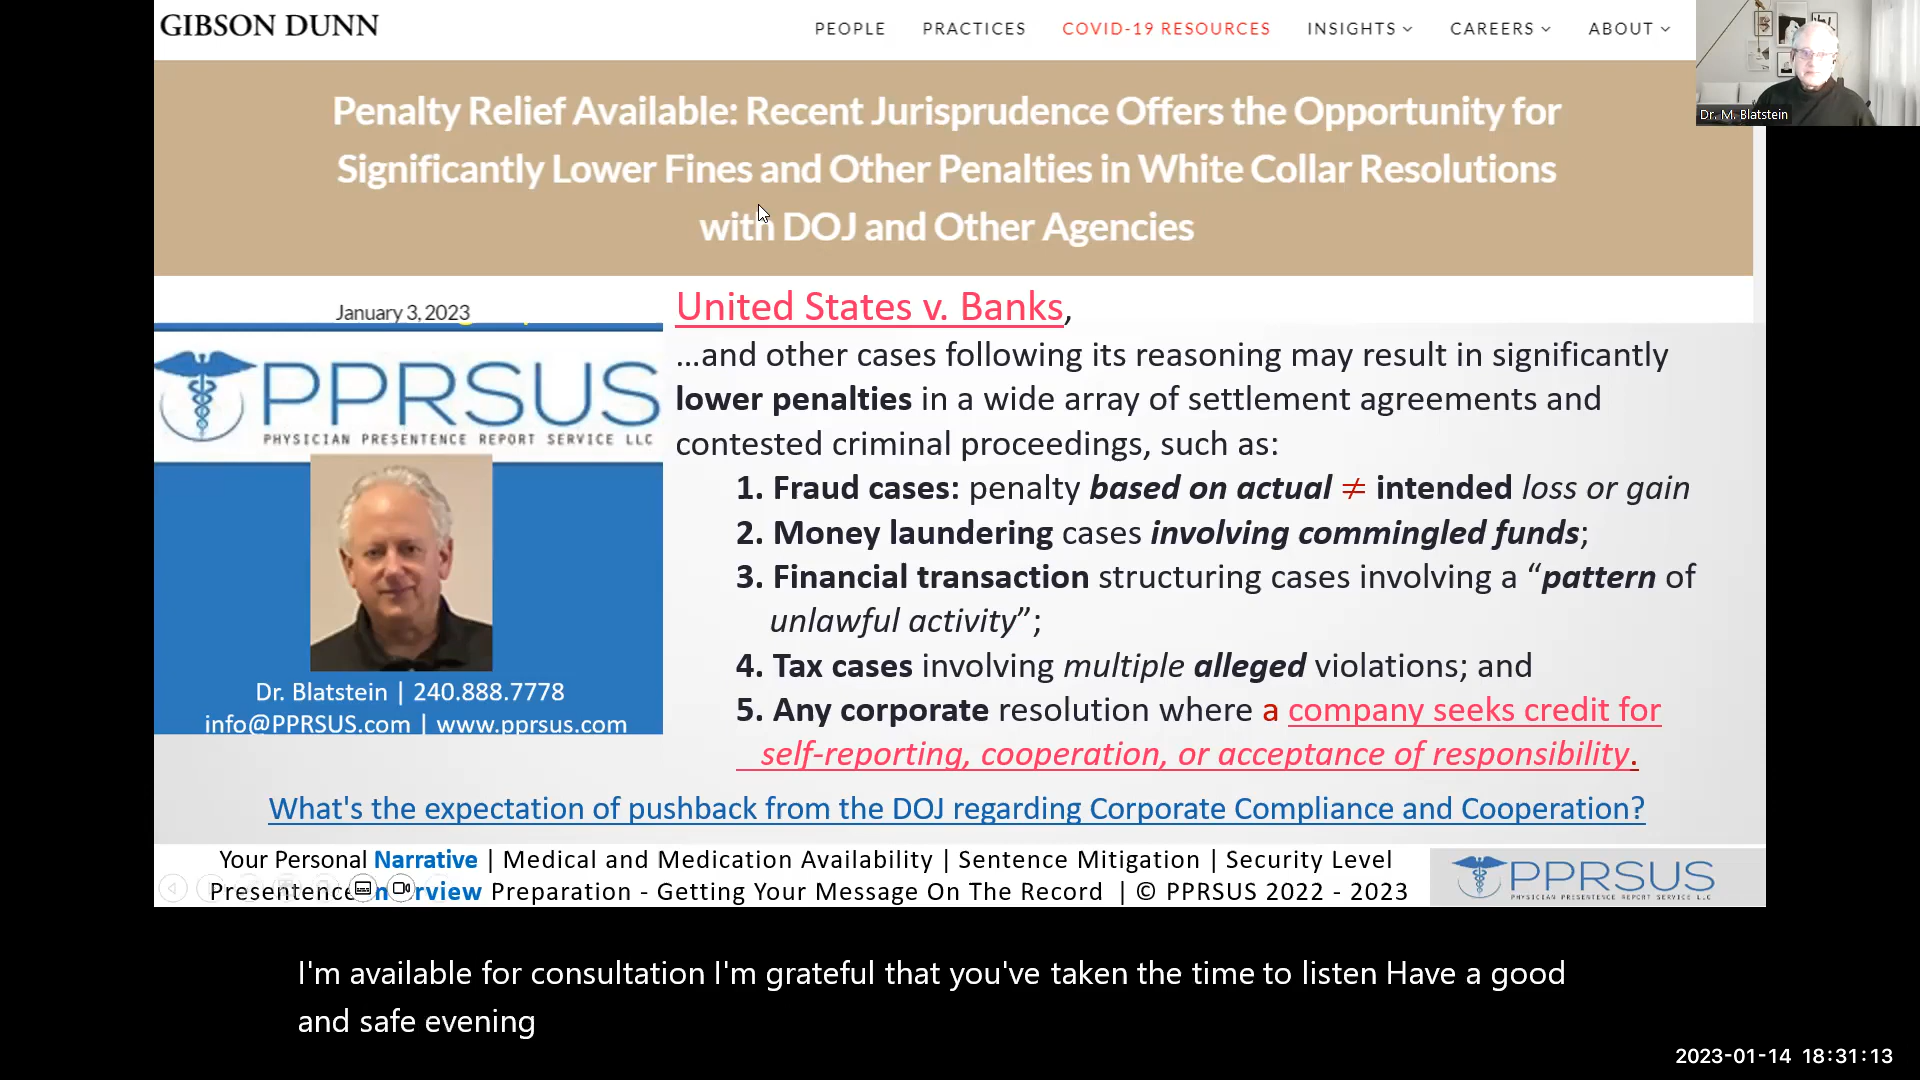 GIBSON DUNN
PEOPLE PRACTICES COVID-19 RESOURCES INSIGHTS CAREERS ABOUT
Dr. M. Blatstein
Penalty Relief Available: Recent Jurisprudence Offers the Opportunity for
Significantly Lower Fines and Other Penalties in White Collar Resolutions
with DOJ and Other Agencies
January 3, 2023
PPRSUS
PHYSICIAN PRESENTENCE REPORT SERVICE LLC
Dr. Blatstein | 240.888.7778
info@PPRSUS.com | www.pprsus.com
United States v. Banks,
...and other cases following its reasoning may result in significantly
lower penalties in a wide array of settlement agreements and
contested criminal proceedings, such as:
1. Fraud cases: penalty based on actual ≠ intended loss or gain
2. Money laundering cases involving commingled funds;
3. Financial transaction structuring cases involving a “pattern of
unlawful activity”;
4. Tax cases involving multiple alleged violations; and
5. Any corporate resolution where a company seeks credit for
self-reporting, cooperation, or acceptance of responsibility.
What's the expectation of pushback from the DOJ regarding Corporate Compliance and Cooperation?
Your Personal Narrative | Medical and Medication Availability | Sentence Mitigation | Security Level
Presentence Preparation - Getting Your Message On The Record | © PPRSUS 2022 - 2023
PPRSUS
PHYSICIAN PRESENTENCE REPORT SERVICE LLC
I'm available for consultation I'm grateful that you've taken the time to listen Have a good
and safe evening
2023-01-14 18:31:13